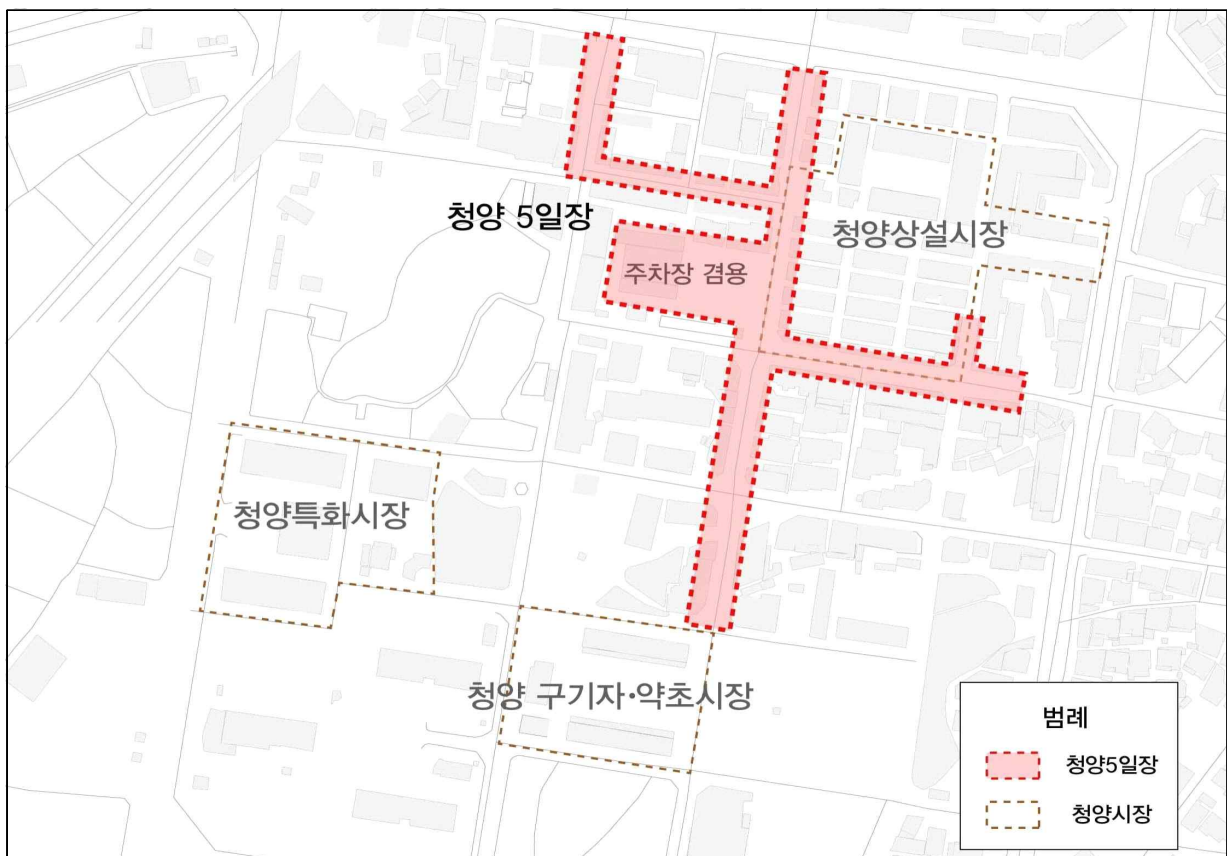 청양 5일장
청양상설시장
주차장 겸용
청양특화시장
청양 구기자·약초시장
범례
청양5일장
청양시장